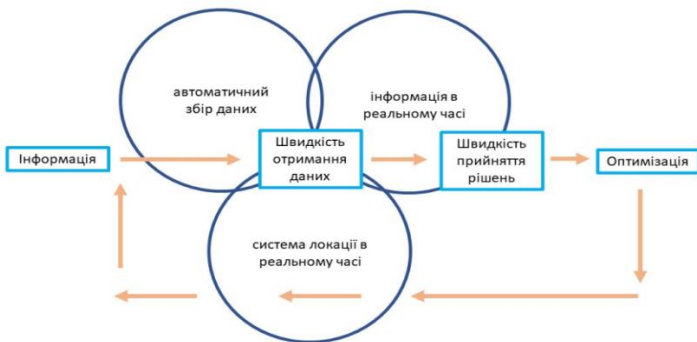 автоматичний
збір даних
інформація в
реальному часі
Інформація
Швидкість
отримання
даних
Швидкість
прийняття
рішень
Оптимізація
система локації в
реальному часі